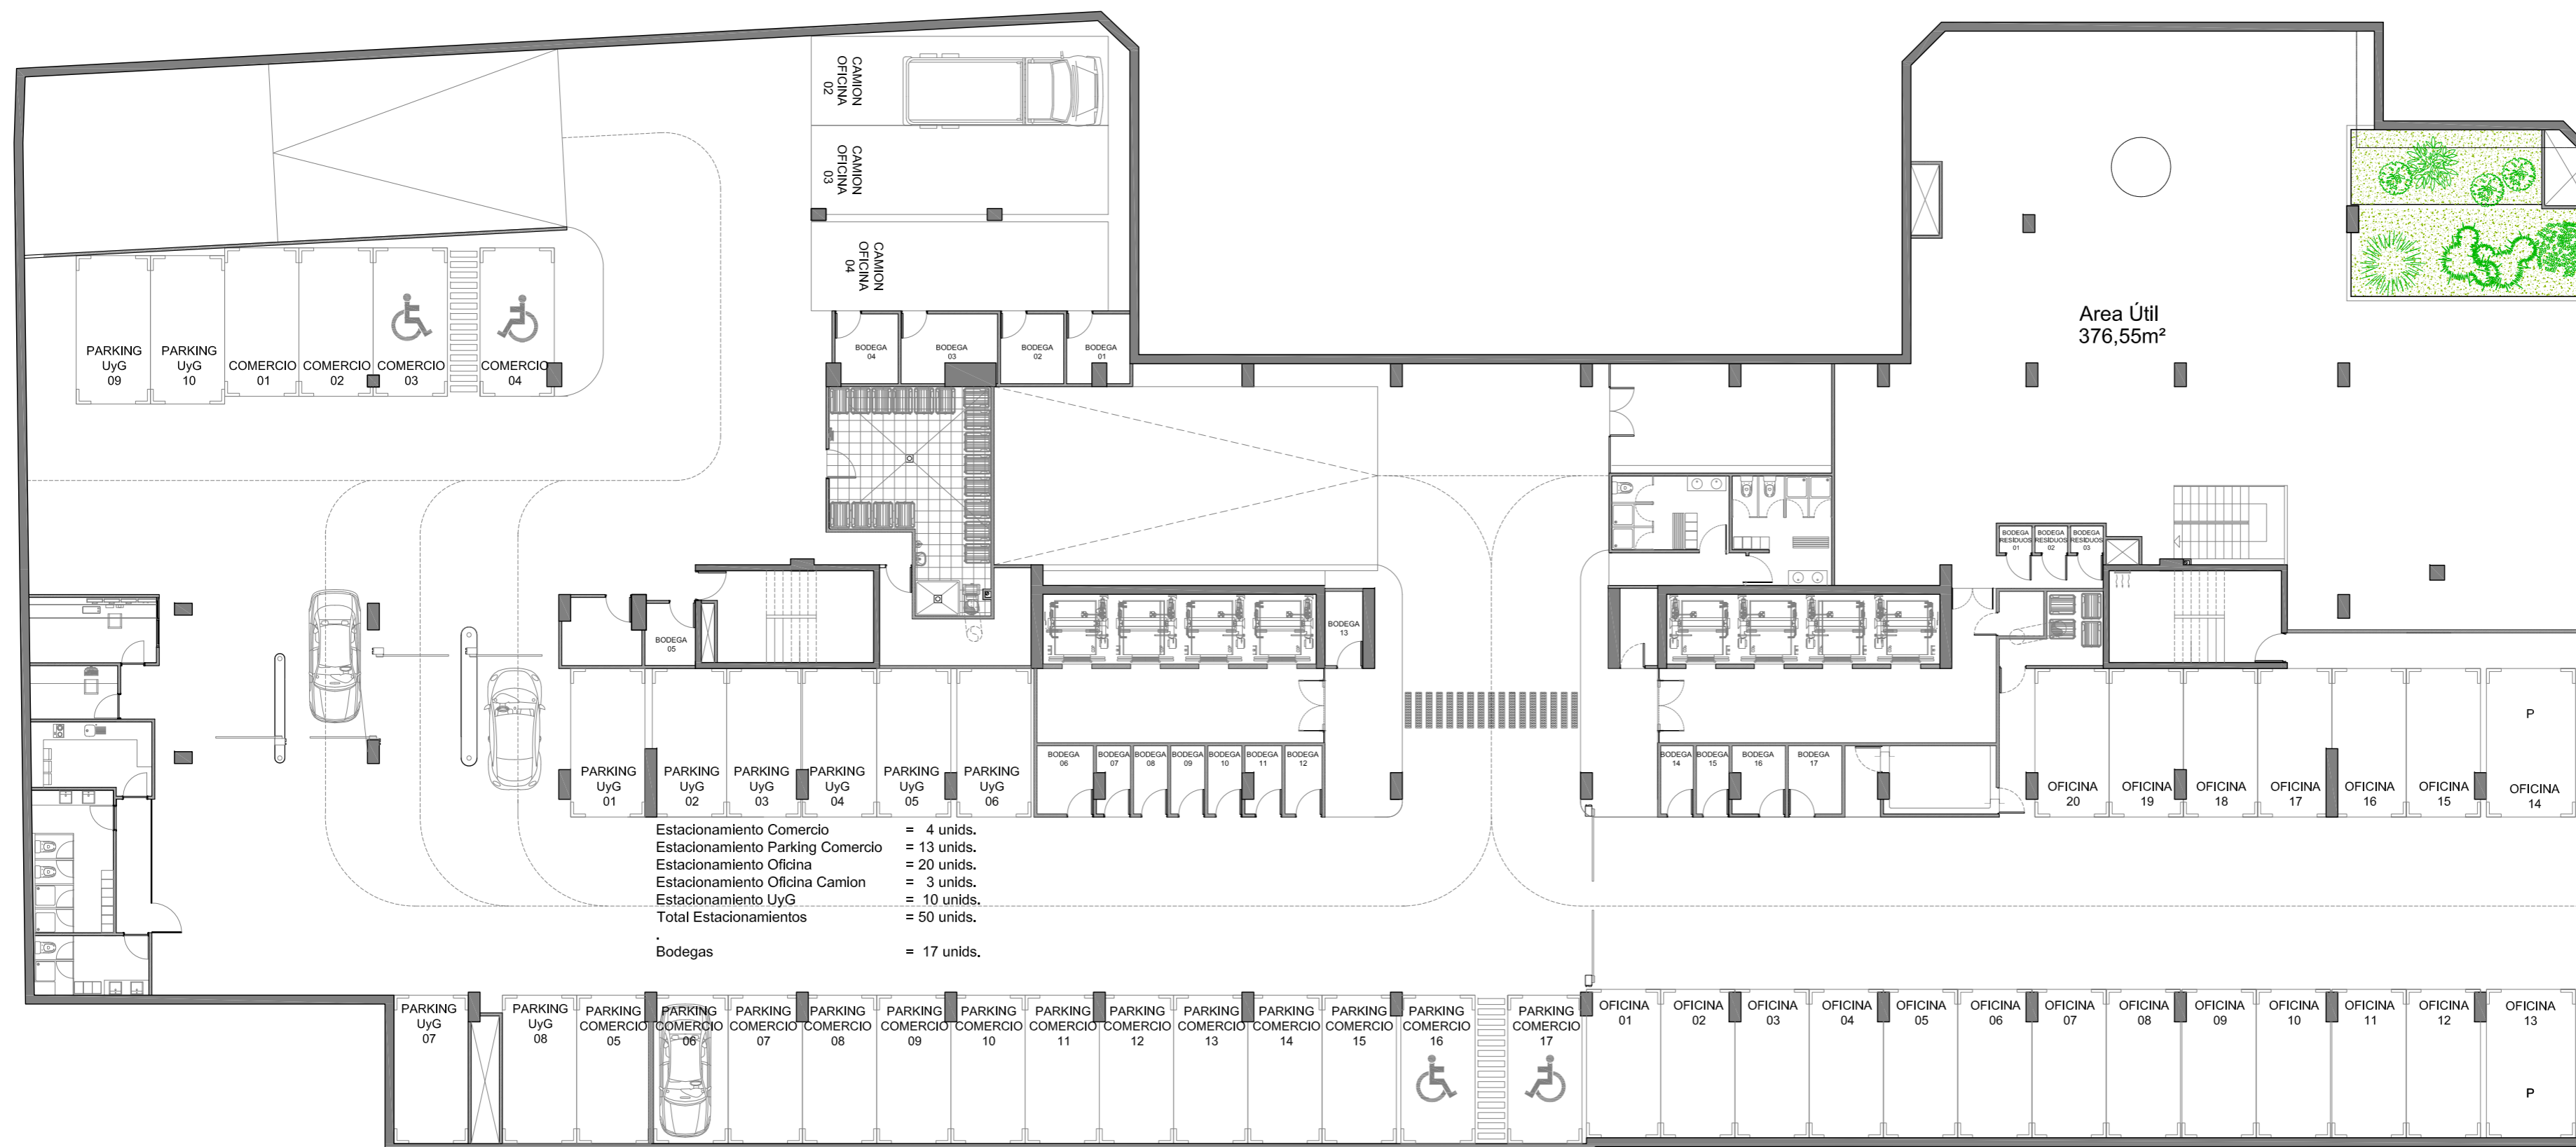 CAMION
OFICINA
02
CAMION
OFICINA
03
CAMION
OFICINA
04
Area Útil
376,55m²
PARKING
UyG
09
PARKING
UyG
10
COMERCIO
01
COMERCIO
02
COMERCIO
03
COMERCIO
04
BODEGA
04
BODEGA
03
BODEGA
02
BODEGA
01
BODEGA
RESIDUOS
01
BODEGA
RESIDUOS
02
BODEGA
RESIDUOS
03
BODEGA
05
BODEGA
13
PARKING
UyG
01
PARKING
UyG
02
PARKING
UyG
03
PARKING
UyG
04
PARKING
UyG
05
PARKING
UyG
06
BODEGA
06
BODEGA
07
BODEGA
08
BODEGA
09
BODEGA
10
BODEGA
11
BODEGA
12
BODEGA
14
BODEGA
15
BODEGA
16
BODEGA
17
OFICINA
20
OFICINA
19
OFICINA
18
OFICINA
17
OFICINA
16
OFICINA
15
P
OFICINA
14
Estacionamiento Comercio = 4 unids.
Estacionamiento Parking Comercio = 13 unids.
Estacionamiento Oficina = 20 unids.
Estacionamiento Oficina Camion = 3 unids.
Estacionamiento UyG = 10 unids.
Total Estacionamientos = 50 unids.
.
Bodegas = 17 unids.
PARKING
UyG
07
PARKING
UyG
08
PARKING
COMERCIO
05
PARKING
COMERCIO
06
PARKING
COMERCIO
07
PARKING
COMERCIO
08
PARKING
COMERCIO
09
PARKING
COMERCIO
10
PARKING
COMERCIO
11
PARKING
COMERCIO
12
PARKING
COMERCIO
13
PARKING
COMERCIO
14
PARKING
COMERCIO
15
PARKING
COMERCIO
16
PARKING
COMERCIO
17
OFICINA
01
OFICINA
02
OFICINA
03
OFICINA
04
OFICINA
05
OFICINA
06
OFICINA
07
OFICINA
08
OFICINA
09
OFICINA
10
OFICINA
11
OFICINA
12
OFICINA
13
P